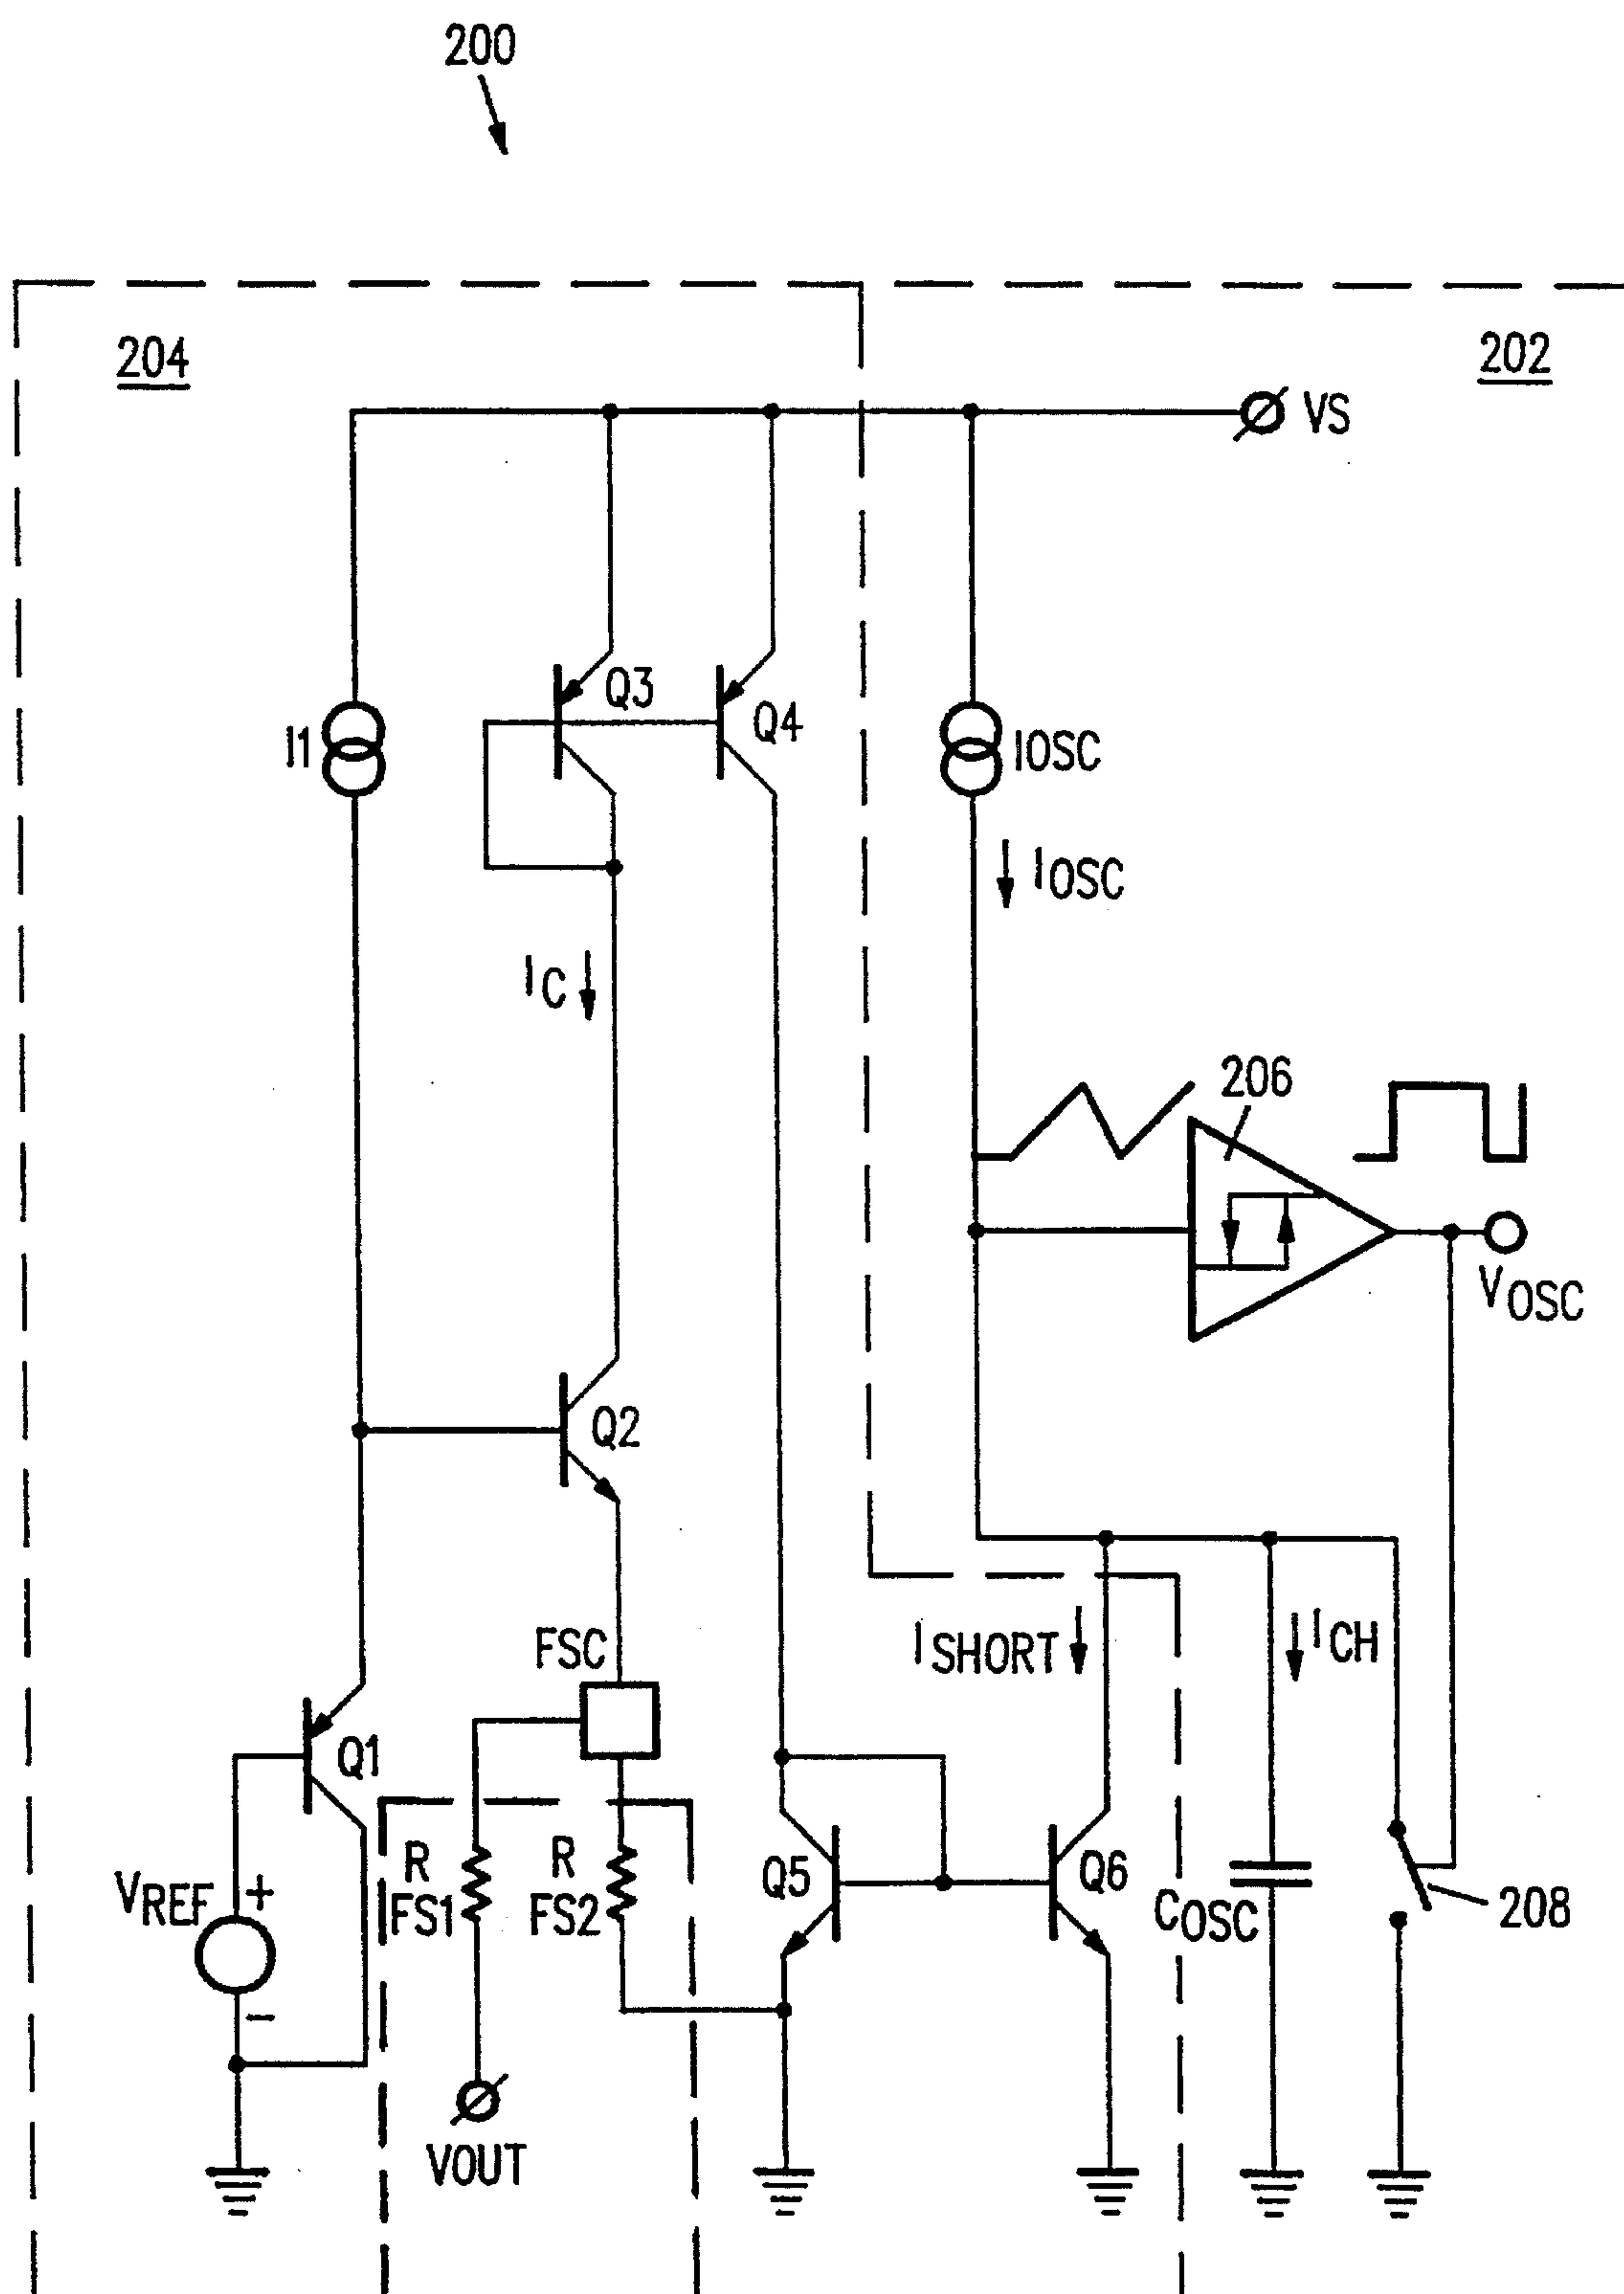 200
204
202
VS
I1
Q3
Q4
IOSC
IOSC
IC
206
VOSC
Q2
FSC
ISHORT
ICH
Q1
VREF
+
−
R
FS1
R
FS2
Q5
Q6
COSC
208
VOUT